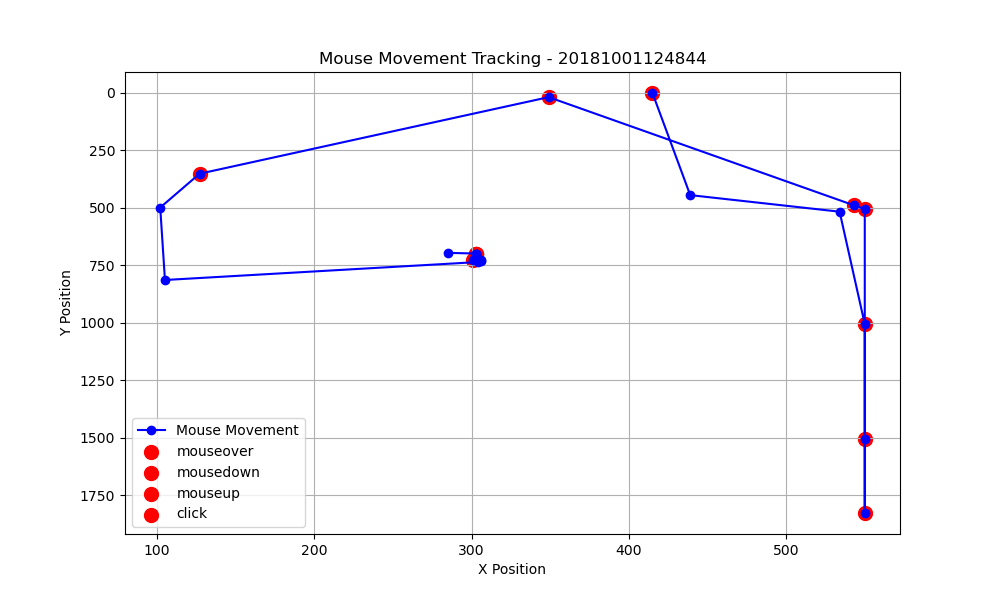 Mouse Movement Tracking - 20181001124844
0
250
500
750
1000
1250
1500
1750
Y Position
Mouse Movement
mouseover
mousedown
mouseup
click
100
200
300
400
500
X Position